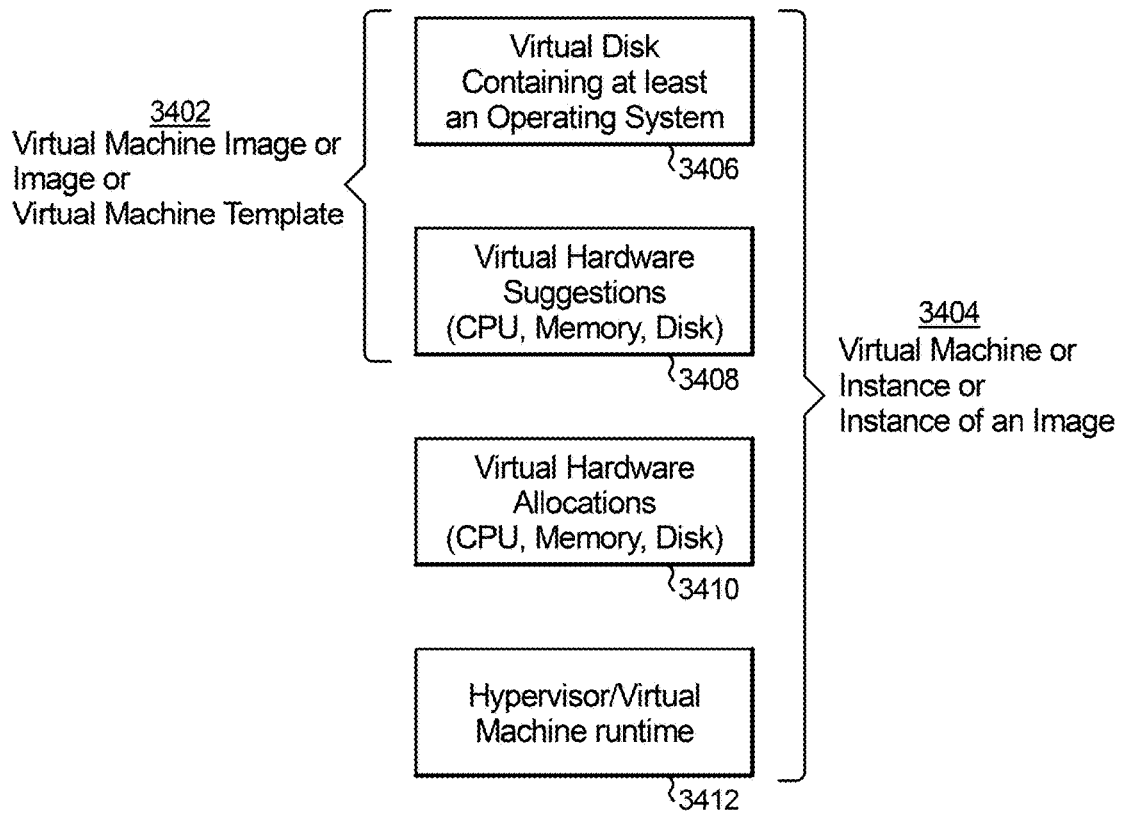 3402
Virtual Machine Image or
Image or
Virtual Machine Template
Virtual Disk
Containing at least
an Operating System
3406
Virtual Hardware
Suggestions
(CPU, Memory, Disk)
3408
Virtual Hardware
Allocations
(CPU, Memory, Disk)
3410
Hypervisor/Virtual
Machine runtime
3412
3404
Virtual Machine or
Instance or
Instance of an Image